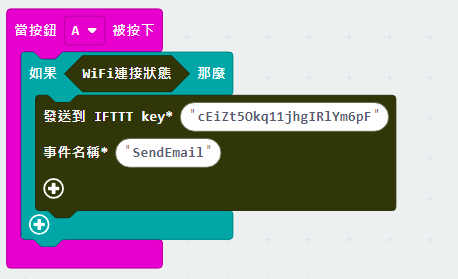 當按鈕 A 被按下
如果 WiFi連接狀態 那麼
發送到 IFTTT key* "cEiZt5Okq11jhgIRlYm6pF"
事件名稱* "SendEmail"